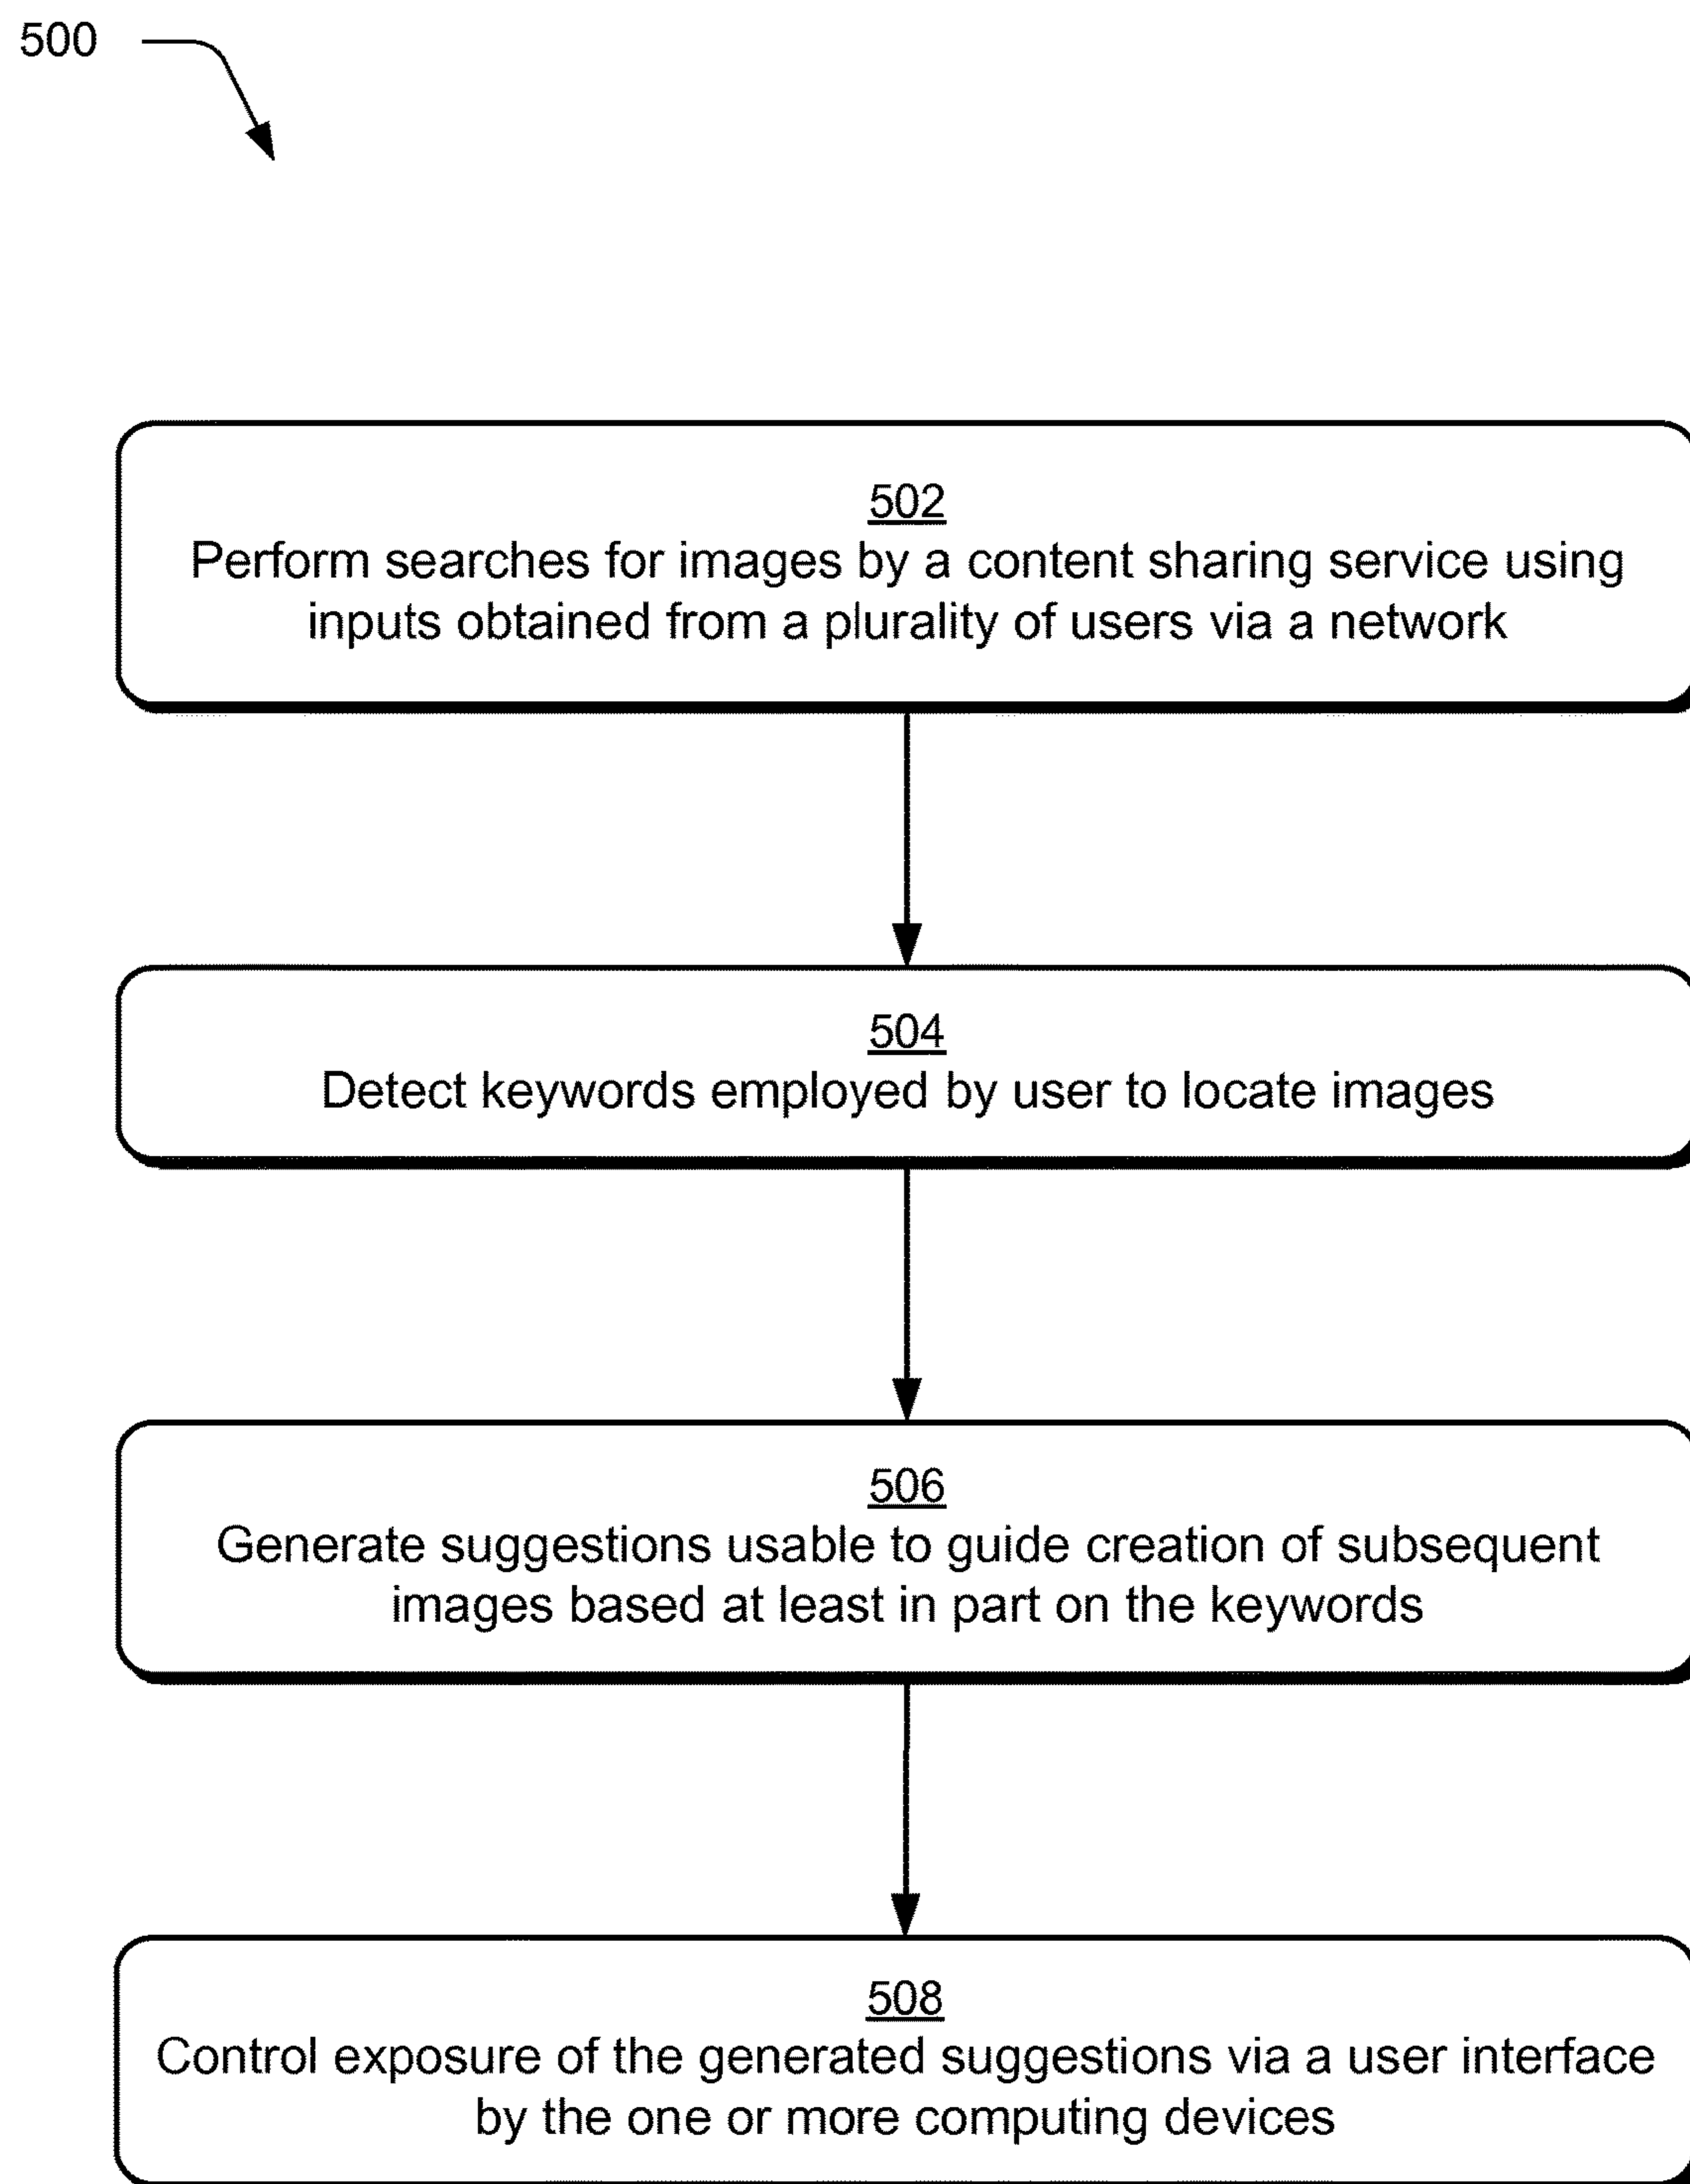 500
502
Perform searches for images by a content sharing service using
inputs obtained from a plurality of users via a network
504
Detect keywords employed by user to locate images
506
Generate suggestions usable to guide creation of subsequent
images based at least in part on the keywords
508
Control exposure of the generated suggestions via a user interface
by the one or more computing devices